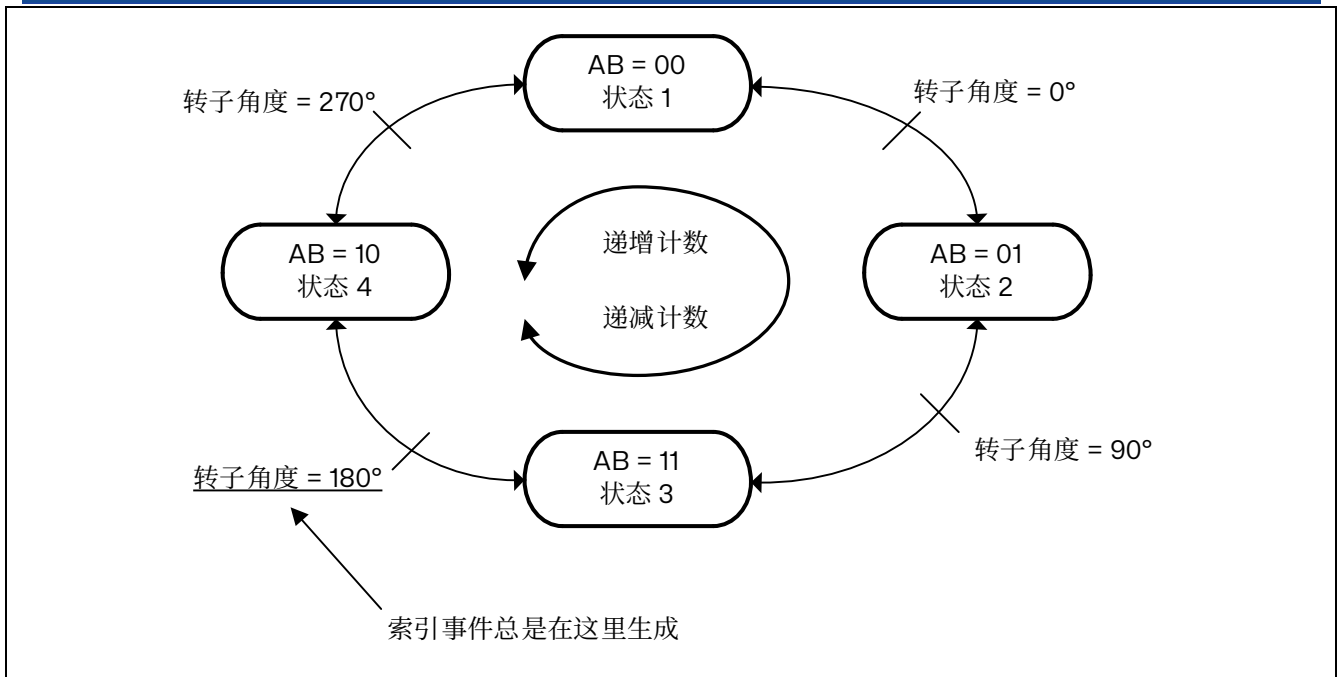 AB = 00
状态 1
转子角度 = 270°
转子角度 = 0°
递增计数
AB = 10
状态 4
AB = 01
状态 2
递减计数
转子角度 = 90°
AB = 11
状态 3
转子角度 = 180°
索引事件总是在这里生成